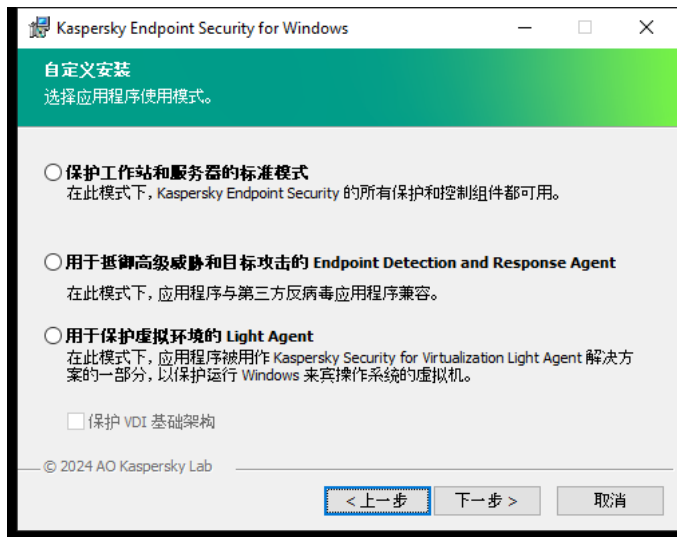 Kaspersky Endpoint Security for Windows
自定义安装
选择应用程序使用模式。
保护工作站和服务器的标准模式
在此模式下, Kaspersky Endpoint Security 的所有保护和控制组件都可用。
用于抵御高级威胁和目标攻击的 Endpoint Detection and Response Agent
在此模式下, 应用程序与第三方反病毒应用程序兼容。
用于保护虚拟环境的 Light Agent
在此模式下, 应用程序被用作 Kaspersky Security for Virtualization Light Agent 解决方
案的一部分, 以保护运行 Windows 来宾操作系统的虚拟机。
保护 VDI 基础架构
© 2024 AO Kaspersky Lab
< 上一步
下一步 >
取消